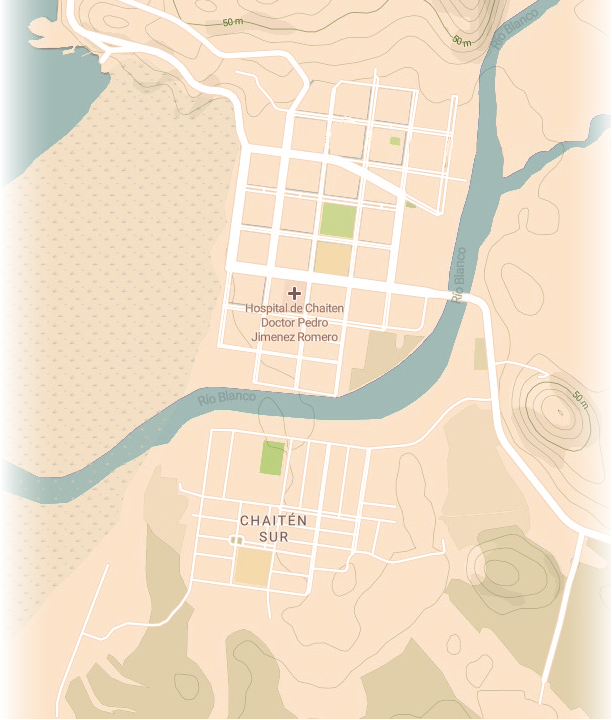 Río Blanco
50 m
50 m
Río Blanco
Hospital de Chaiten
Doctor Pedro
Jimenez Romero
Río Blanco
50 m
CHAITÉN
SUR